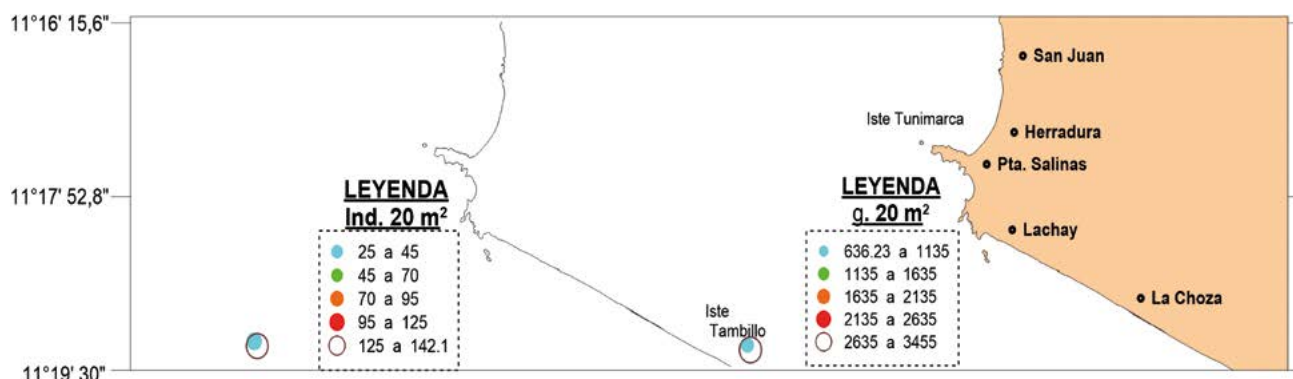 11°16' 15,6"
San Juan
Iste Tunimarca
Herradura
Pta. Salinas
11°17' 52,8"
LEYENDA
Ind. 20 m²
25 a 45
45 a 70
70 a 95
95 a 125
125 a 142.1
LEYENDA
g. 20 m²
636.23 a 1135
1135 a 1635
1635 a 2135
2135 a 2635
2635 a 3455
Lachay
La Choza
Iste
Tambillo
11°19' 30"